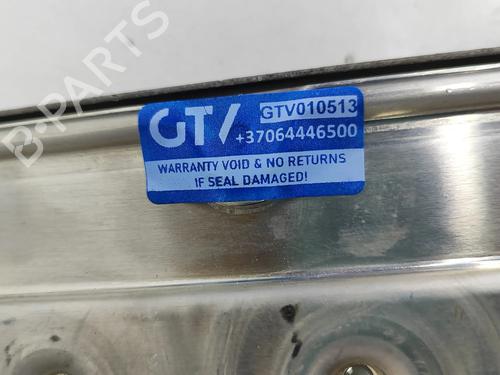 GTV GTV010513
+37064446500
WARRANTY VOID & NO RETURNS
IF SEAL DAMAGED!
B-PARTS